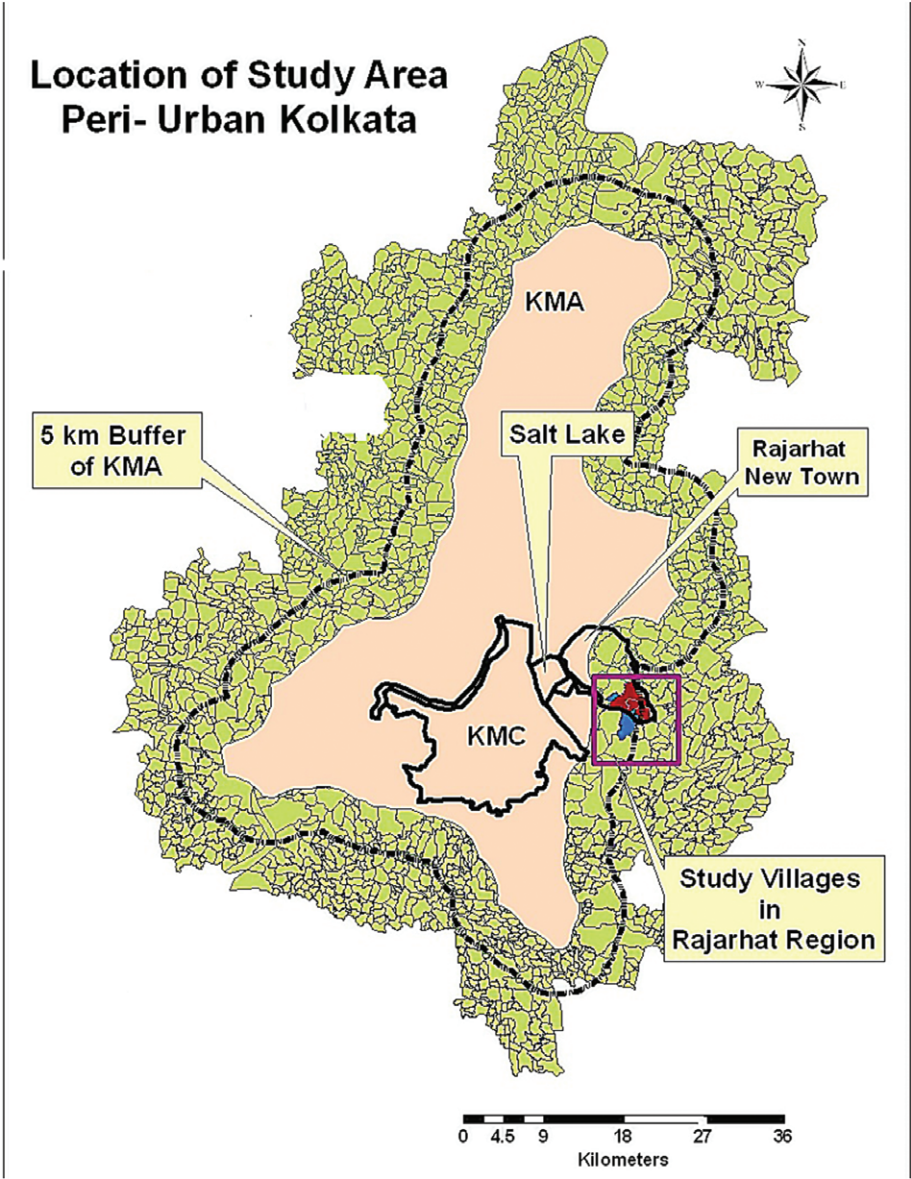 Location of Study Area
Peri- Urban Kolkata
N
W E
S
KMA
5 km Buffer
of KMA
Salt Lake
Rajarhat
New Town
KMC
Study Villages
in
Rajarhat Region
0 4.5 9 18 27 36
Kilometers